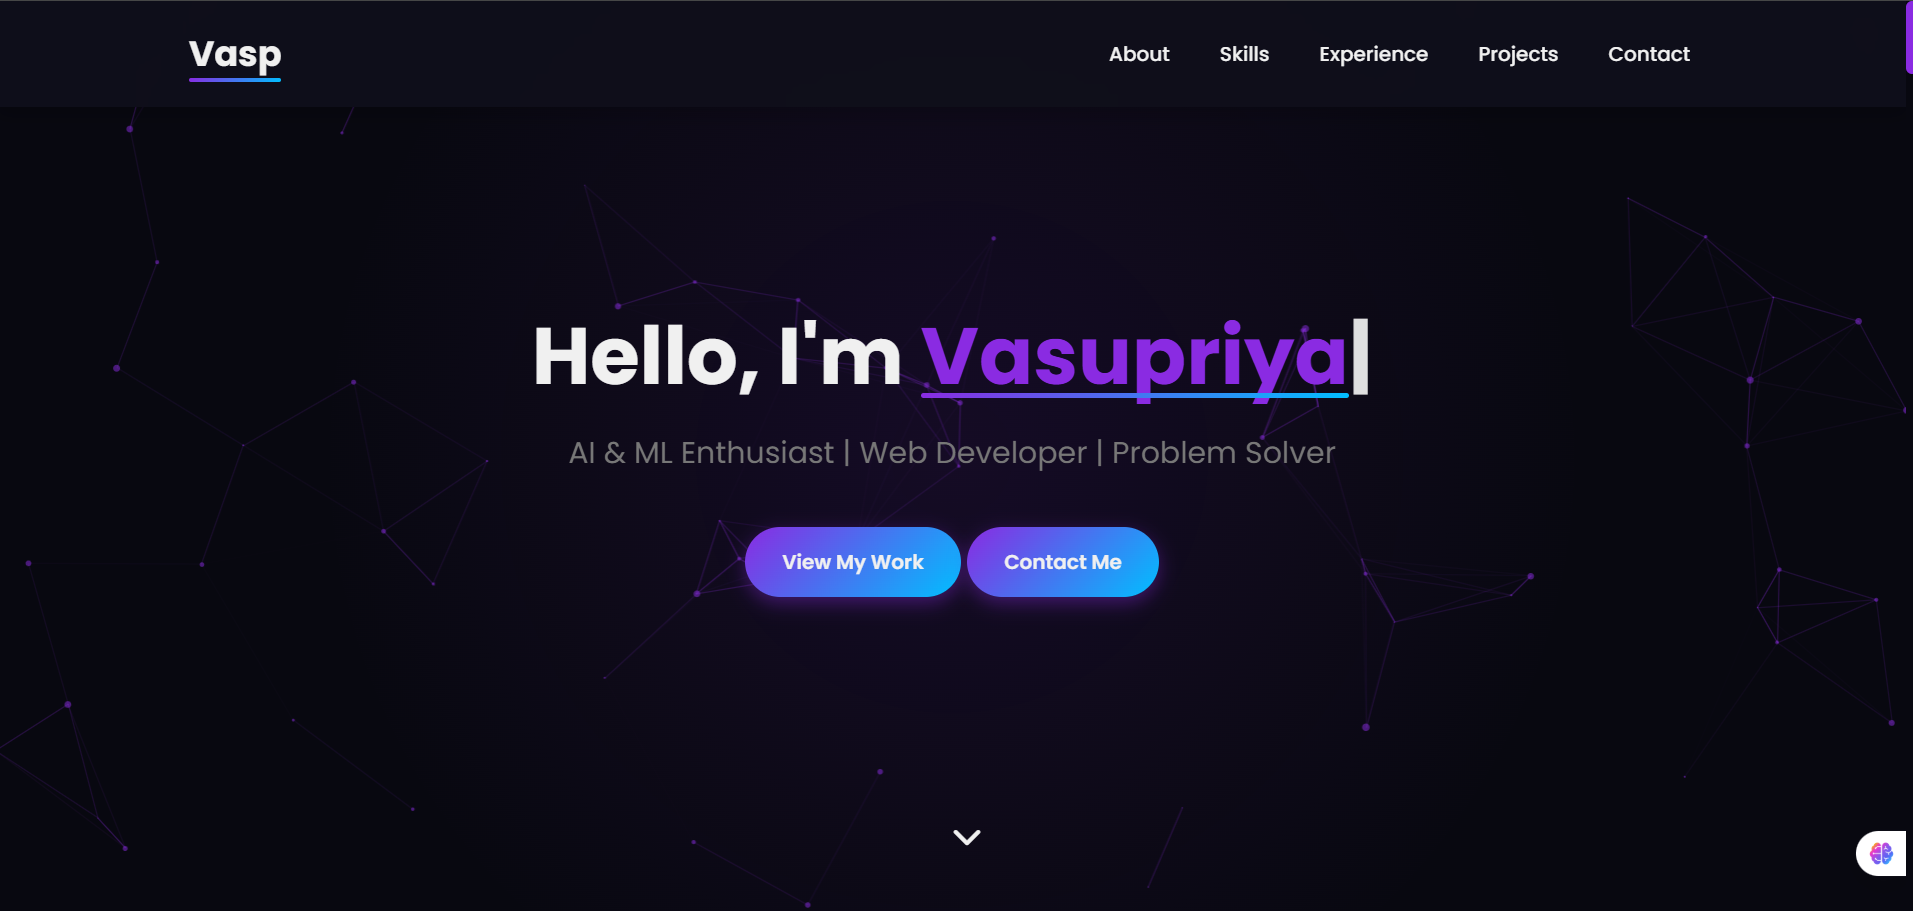 Vasp
About Skills Experience Projects Contact
Hello, I'm Vasupriya|
AI & ML Enthusiast | Web Developer | Problem Solver
View My Work
Contact Me